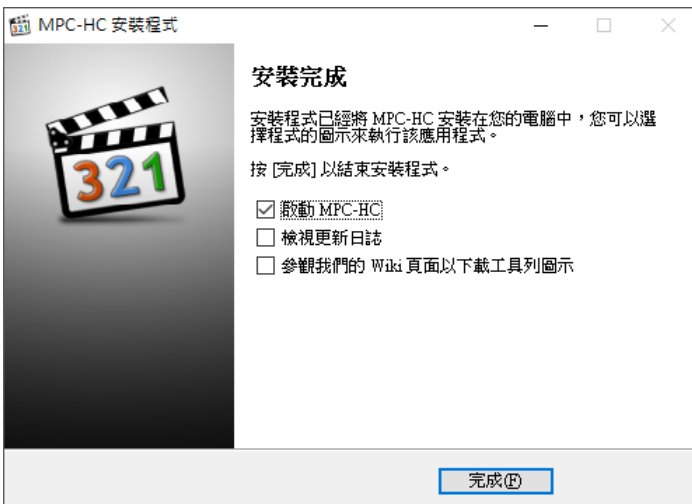 MPC-HC 安裝程式
安裝完成
安裝程式已經將 MPC-HC 安裝在您的電腦中，您可以選
擇程式的圖示來執行該應用程式。
按 [完成] 以結束安裝程式。
啟動 MPC-HC
檢視更新日誌
參觀我們的 Wiki 頁面以下載工具列圖示
321
完成(F)